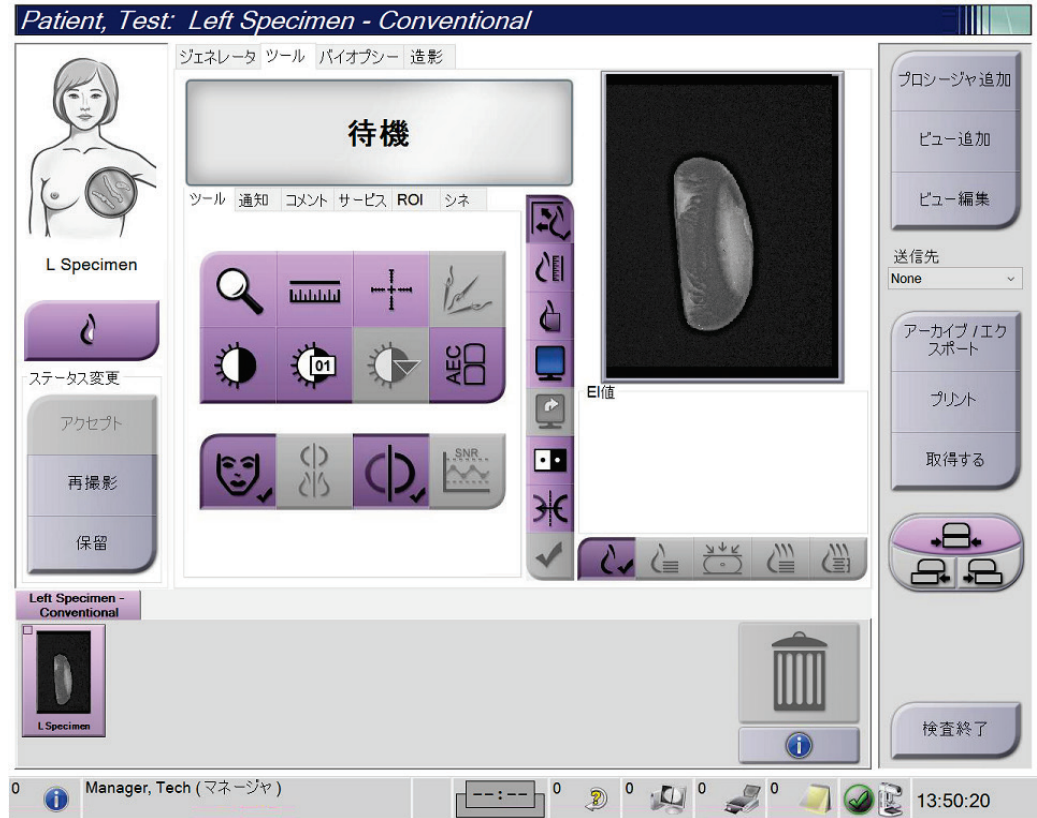 Patient, Test: Left Specimen - Conventional
ジェネレータ ツール バイオプシー 造影
待機
ツール 通知 コメント サービス ROI シネ
L Specimen
01
AEC
SNR
EI値
ステータス変更
アクセプト
再撮影
保留
プロシージャ追加
ビュー追加
ビュー編集
送信先
None
アーカイブ / エク
スポート
プリント
取得する
検査終了
Left Specimen -
Conventional
L Specimen
0 Manager, Tech ( マネージャ ) --:-- 0 0 0 0 13:50:20